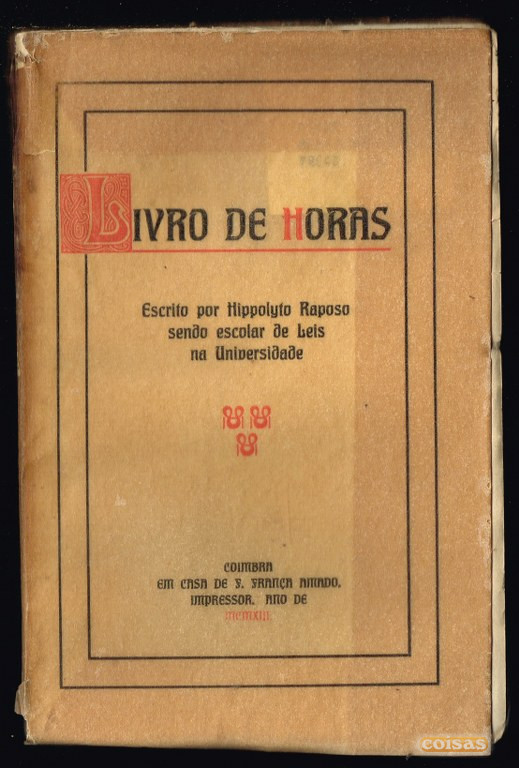 LIVRO DE HORAS
Escrito por Hippolyto Raposo
sendo escolar de Leis
na Universidade
COIMBRA
EM CASA DE F. FRANÇA AMADO,
IMPRESSOR. ANO DE
MCMXIII
coisas